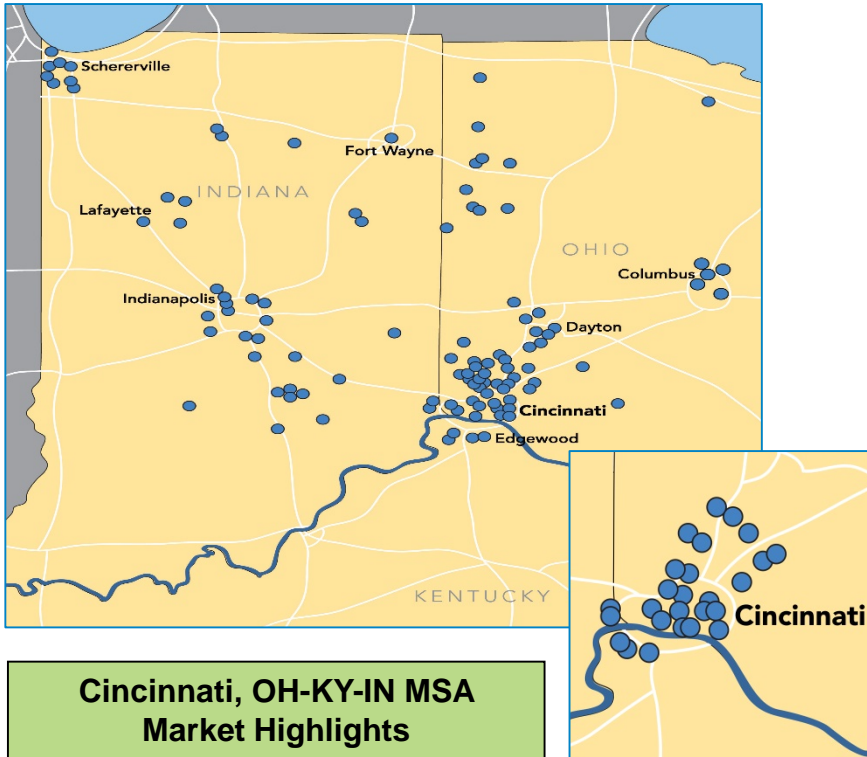 Schererville
Fort Wayne
INDIANA
Lafayette
OHIO
Columbus
Indianapolis
Dayton
Cincinnati
Edgewood
KENTUCKY
Cincinnati
Cincinnati, OH-KY-IN MSA
Market Highlights